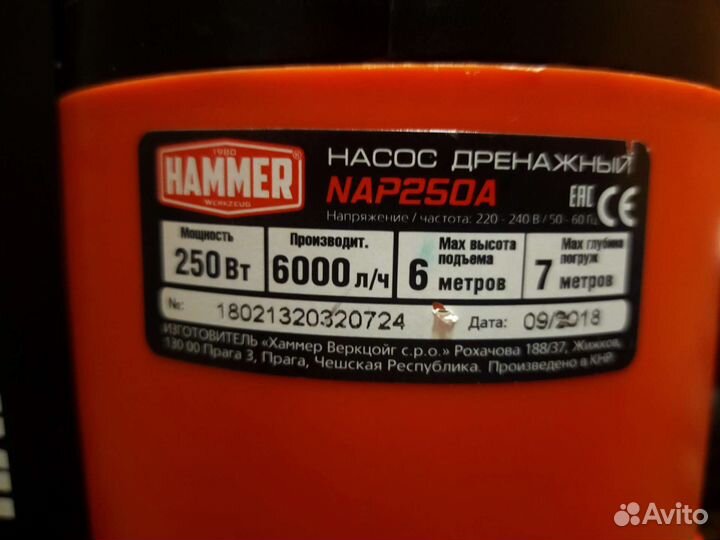 1980
HAMMER
WERKZEUG
НАСОС ДРЕНАЖНЫЙ
NAP250A
Напряжение / частота: 220 - 240 В / 50 - 60 Гц
EAC CE
Мощность
250 Вт
Производит.
6000 л/ч
Max высота
подъема
6 метров
Max глубина
погруж
7 метров
№: 18021320320724
Дата: 09/2018
ИЗГОТОВИТЕЛЬ «Хаммер Веркцойг с.р.о.» Рохачова 188/37, Жижков,
130 00 Прага 3, Прага, Чешская Республика. Произведено в КНР
Avito